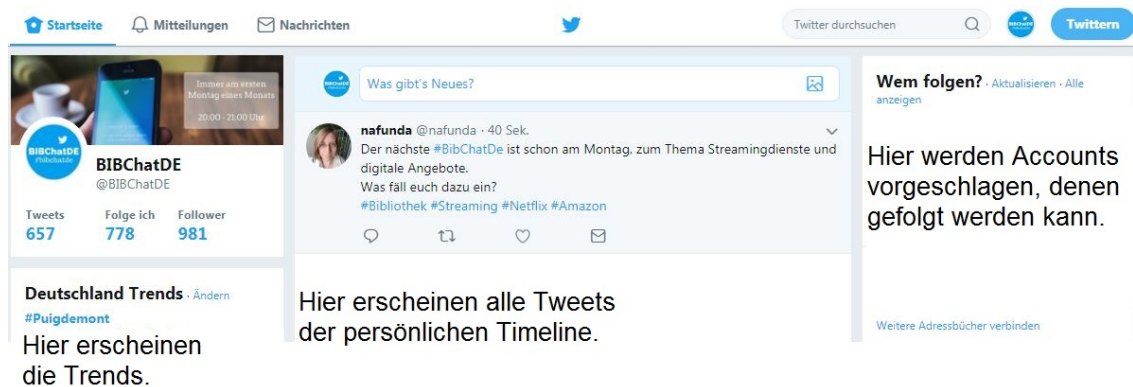 Startseite Mitteilungen Nachrichten Twitter durchsuchen Twittern
Immer am ersten
Montag eines Monats
20:00 - 21:00 Uhr
BIBChatDE
#bibchatde
BIBChatDE
@BIBChatDE
Tweets Folge ich Follower
657 778 981
Deutschland Trends · Ändern
#Puigdemont
Hier erscheinen
die Trends.
Was gibt's Neues?
nafunda @nafunda · 40 Sek.
Der nächste #BibChatDe ist schon am Montag, zum Thema Streamingdienste und
digitale Angebote.
Was fäll euch dazu ein?
#Bibliothek #Streaming #Netflix #Amazon
Hier erscheinen alle Tweets
der persönlichen Timeline.
Wem folgen? · Aktualisieren · Alle
anzeigen
Hier werden Accounts
vorgeschlagen, denen
gefolgt werden kann.
Weitere Adressbücher verbinden